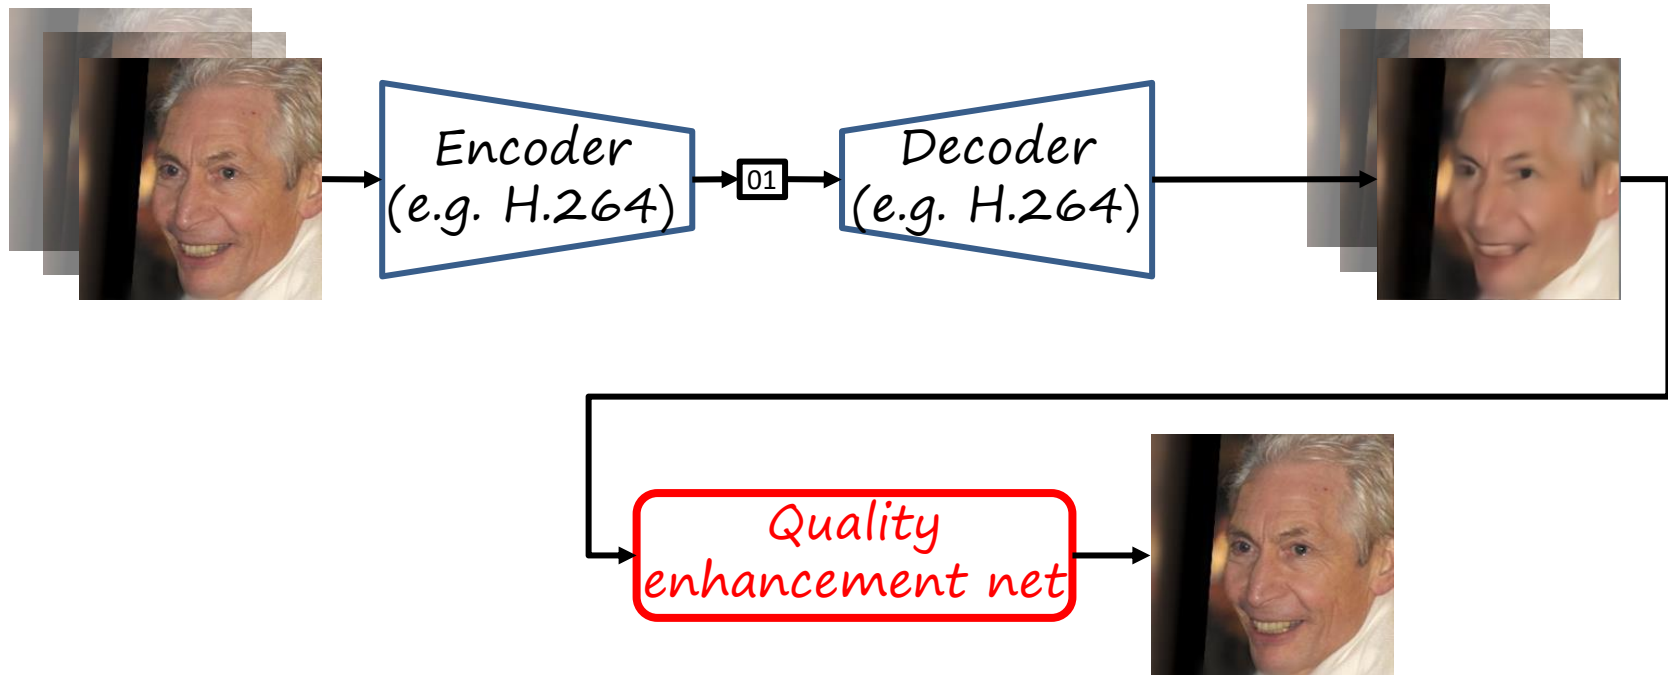 Encoder
(e.g. H.264)
01
Decoder
(e.g. H.264)
Quality
enhancement net